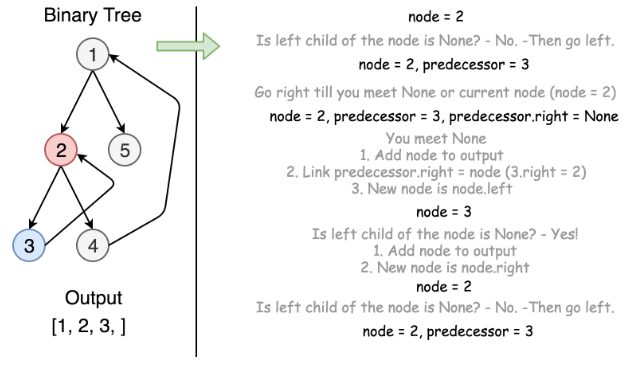 Binary Tree
1
2
5
3
4
Output
[1, 2, 3, ]
node = 2
Is left child of the node is None? - No. -Then go left.
node = 2, predecessor = 3
Go right till you meet None or current node (node = 2)
node = 2, predecessor = 3, predecessor.right = None
You meet None
1. Add node to output
2. Link predecessor.right = node (3.right = 2)
3. New node is node.left
node = 3
Is left child of the node is None? - Yes!
1. Add node to output
2. New node is node.right
node = 2
Is left child of the node is None? - No. -Then go left.
node = 2, predecessor = 3